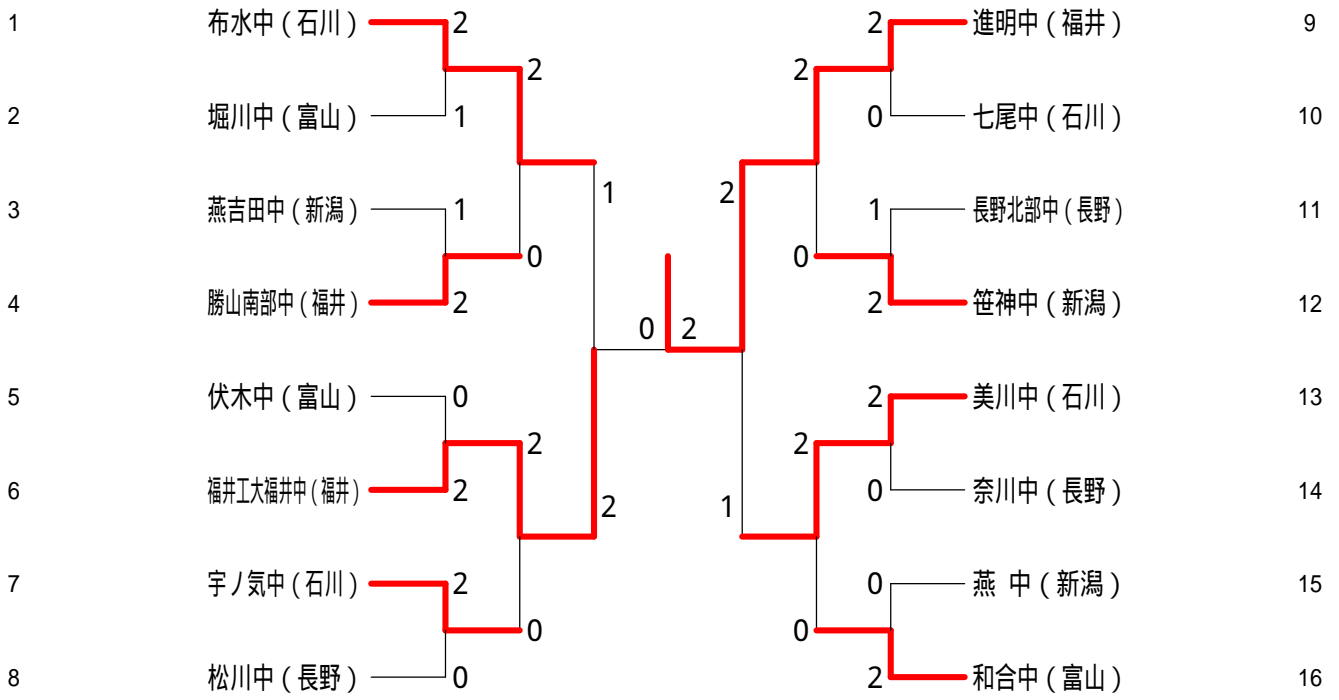 1 布水中（石川） 2 2 進明中（福井） 9
2 2
2 堀川中（富山） 1 0 七尾中（石川） 10
1 2
3 燕吉田中（新潟） 1 1 長野北部中（長野） 11
0 0
4 勝山南部中（福井） 2 2 笹神中（新潟） 12
0 2
5 伏木中（富山） 0 2 美川中（石川） 13
2 2
6 福井工大福井中（福井） 2 0 奈川中（長野） 14
2 1
7 宇ノ気中（石川） 2 0 燕 中（新潟） 15
0 0
8 松川中（長野） 0 2 和合中（富山） 16